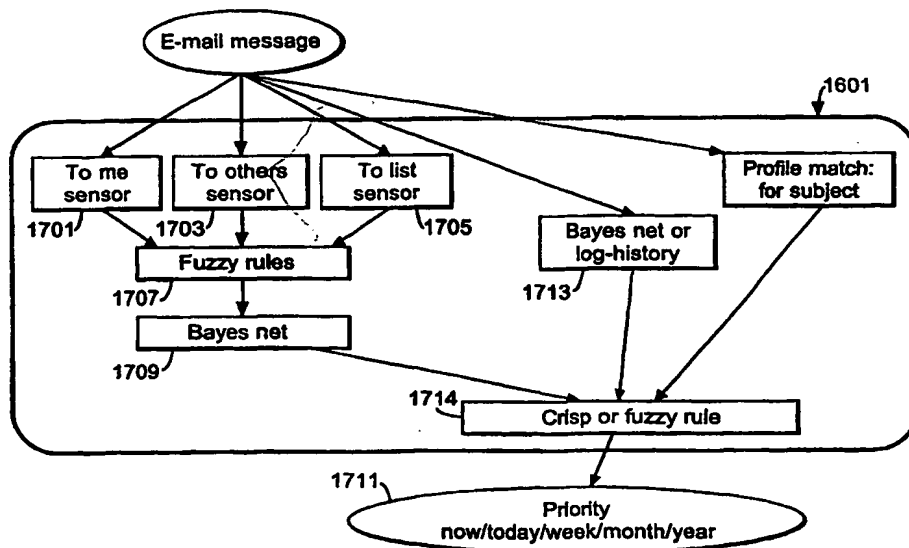 E-mail message
1601
To me
sensor
To others
sensor
To list
sensor
Profile match:
for subject
1701
1703
1705
Bayes net or
log-history
Fuzzy rules
1707
1713
Bayes net
1709
1714
Crisp or fuzzy rule
1711
Priority
now/today/week/month/year